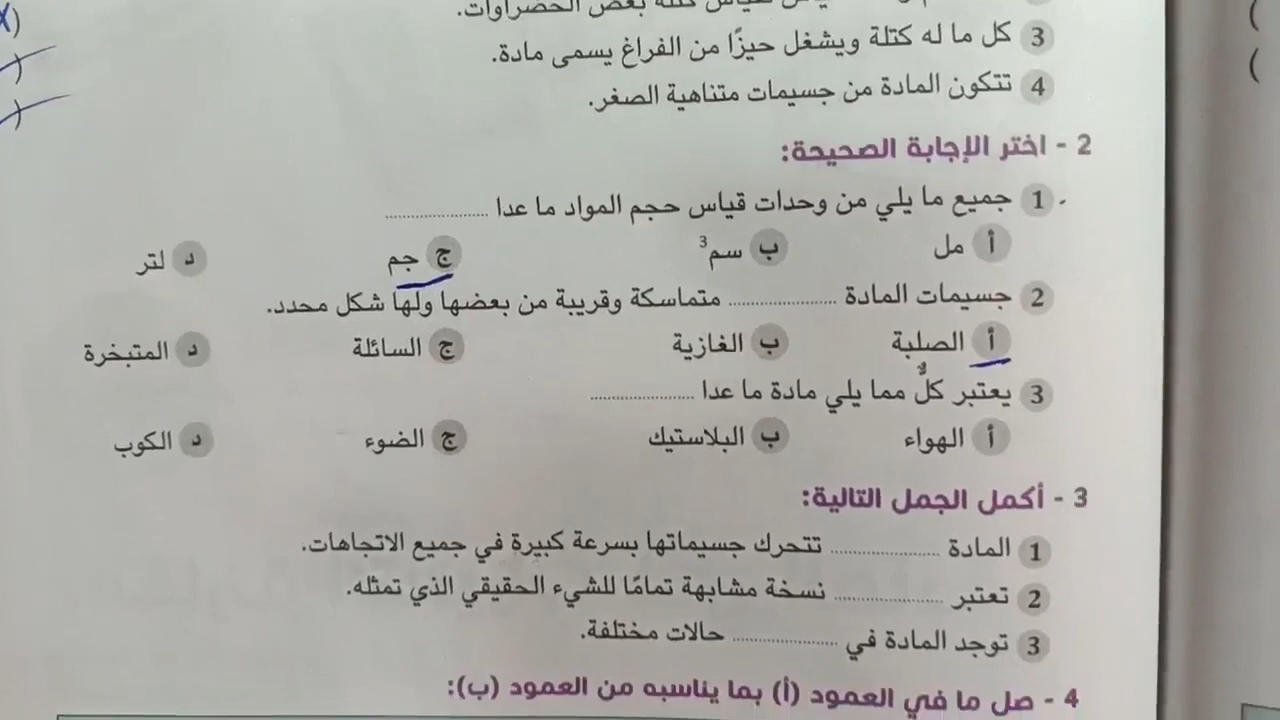 لقياس كتلة بعض الخضراوات.
3 كل ما له كتلة ويشغل حيزًا من الفراغ يسمى مادة.
4 تتكون المادة من جسيمات متناهية الصغر.
2 - اختر الإجابة الصحيحة:
1 جميع ما يلي من وحدات قياس حجم المواد ما عدا ....................
أ مل ب سم³ ج جم د لتر
2 جسيمات المادة .................... متماسكة وقريبة من بعضها ولها شكل محدد.
أ الصلبة ب الغازية ج السائلة د المتبخرة
3 يعتبر كلٌّ مما يلي مادة ما عدا ....................
أ الهواء ب البلاستيك ج الضوء د الكوب
3 - أكمل الجمل التالية:
1 المادة .................... تتحرك جسيماتها بسرعة كبيرة في جميع الاتجاهات.
2 تعتبر .................... نسخة مشابهة تمامًا للشيء الحقيقي الذي تمثله.
3 توجد المادة في .................... حالات مختلفة.
4 - صل ما في العمود (أ) بما يناسبه من العمود (ب):